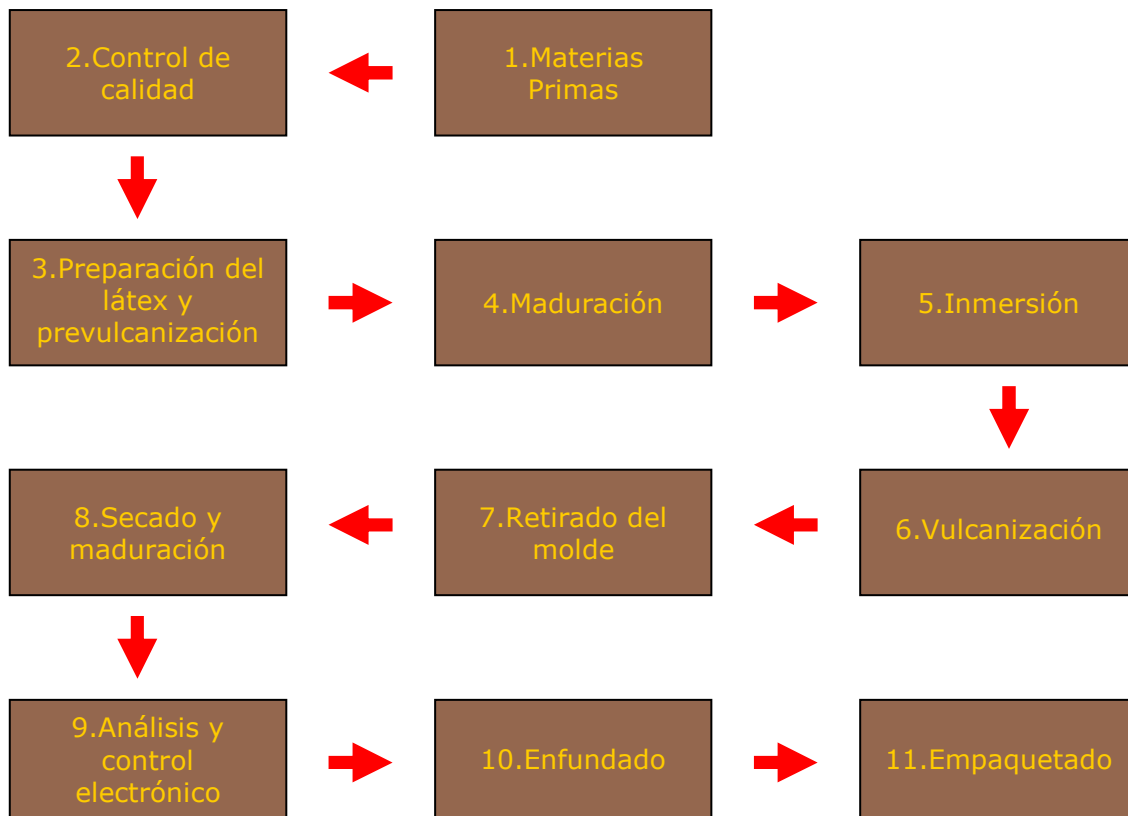 1.Materias
Primas
2.Control de
calidad
3.Preparación del
látex y
prevulcanización
4.Maduración
5.Inmersión
6.Vulcanización
7.Retirado del
molde
8.Secado y
maduración
9.Análisis y
control
electrónico
10.Enfundado
11.Empaquetado